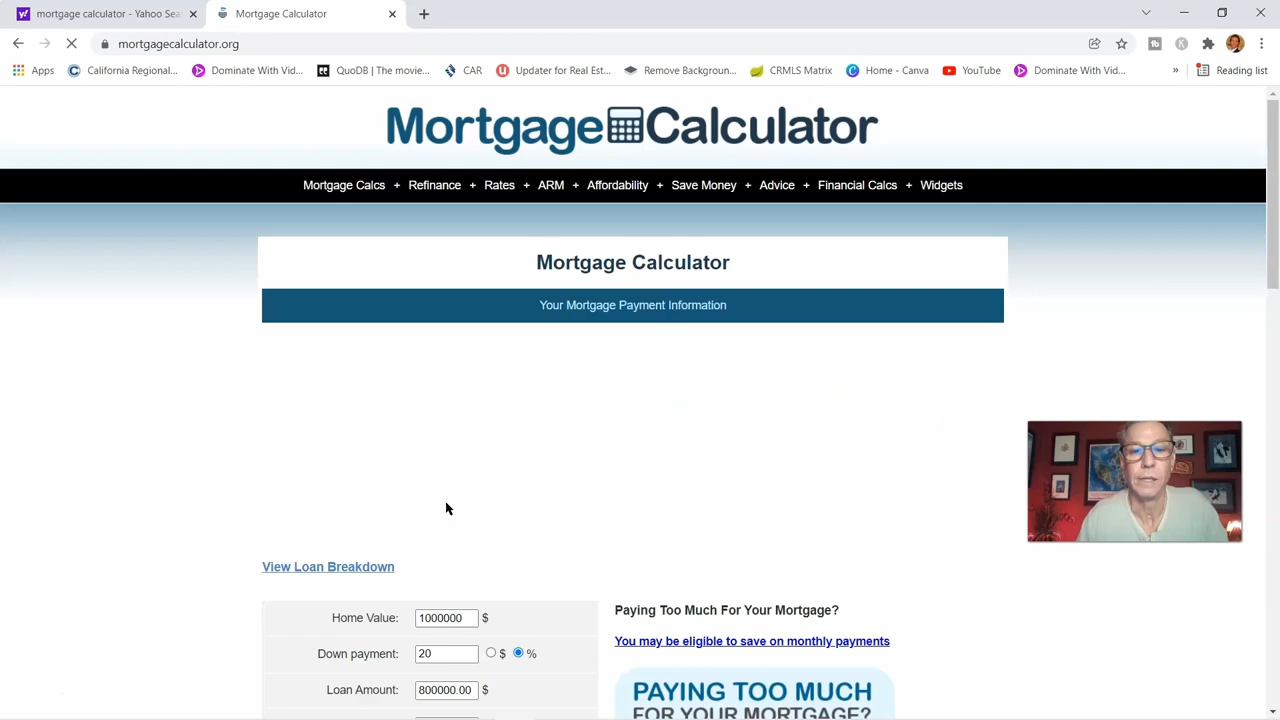 mortgage calculator - Yahoo Sea
Mortgage Calculator
mortgagecalculator.org
Apps
California Regional...
Dominate With Vid...
QuoDB | The movie...
CAR
Updater for Real Est...
Remove Backgroun...
CRMLS Matrix
Home - Canva
YouTube
Dominate With Vid...
»
Reading list
Mortgage Calculator
Mortgage Calcs + Refinance + Rates + ARM + Affordability + Save Money + Advice + Financial Calcs + Widgets
Mortgage Calculator
Your Mortgage Payment Information
View Loan Breakdown
Home Value: 1000000 $
Down payment: 20 $ %
Loan Amount: 800000.00 $
Paying Too Much For Your Mortgage?
You may be eligible to save on monthly payments
PAYING TOO MUCH
FOR YOUR MORTGAGE?